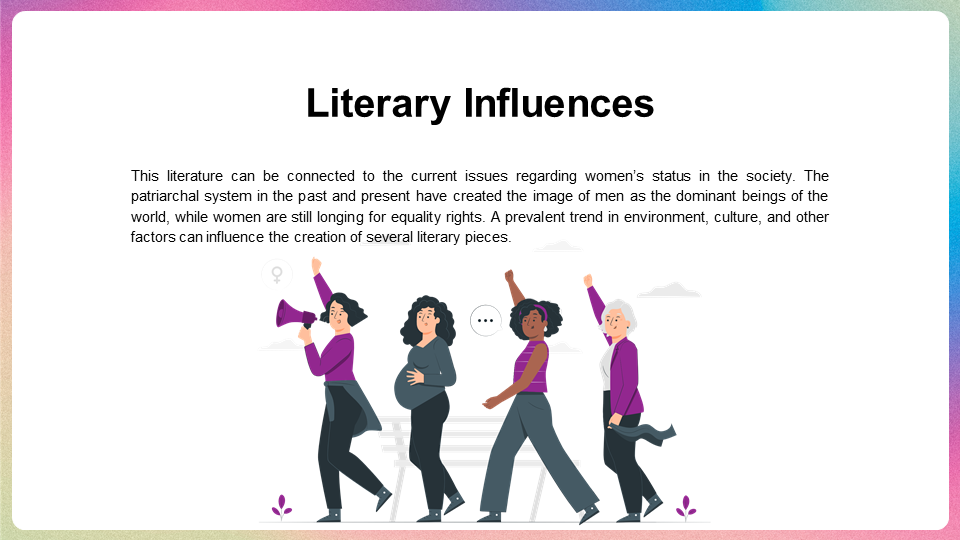 Literary Influences
This literature can be connected to the current issues regarding women’s status in the society. The
patriarchal system in the past and present have created the image of men as the dominant beings of the
world, while women are still longing for equality rights. A prevalent trend in environment, culture, and other
factors can influence the creation of several literary pieces.